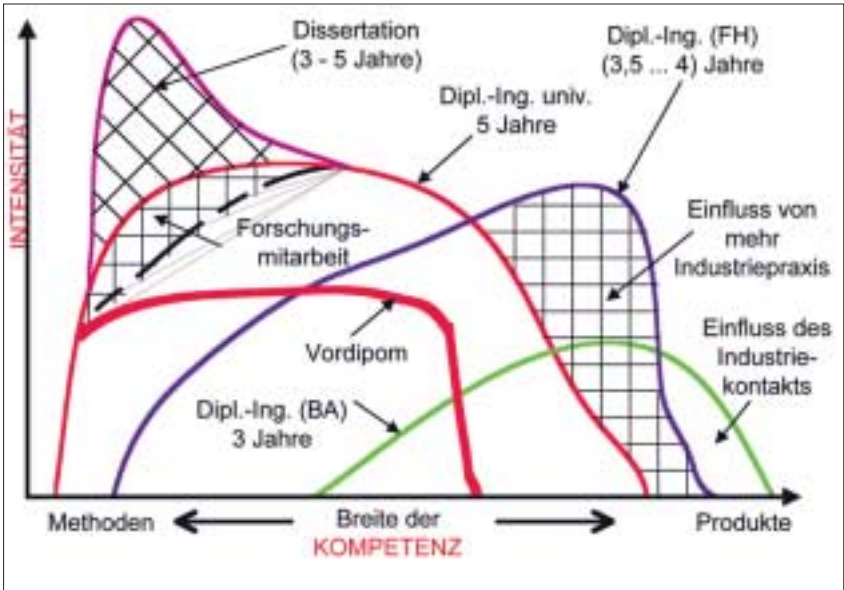 Dissertation
(3 - 5 Jahre)
Dipl.-Ing. (FH)
(3,5 ... 4) Jahre
Dipl.-Ing. univ.
5 Jahre
INTENSITÄT
Forschungs-
mitarbeit
Einfluss von
mehr
Industriepraxis
Vordipom
Einfluss des
Industrie-
kontakts
Dipl.-Ing. (BA)
3 Jahre
Methoden
Breite der
KOMPETENZ
Produkte